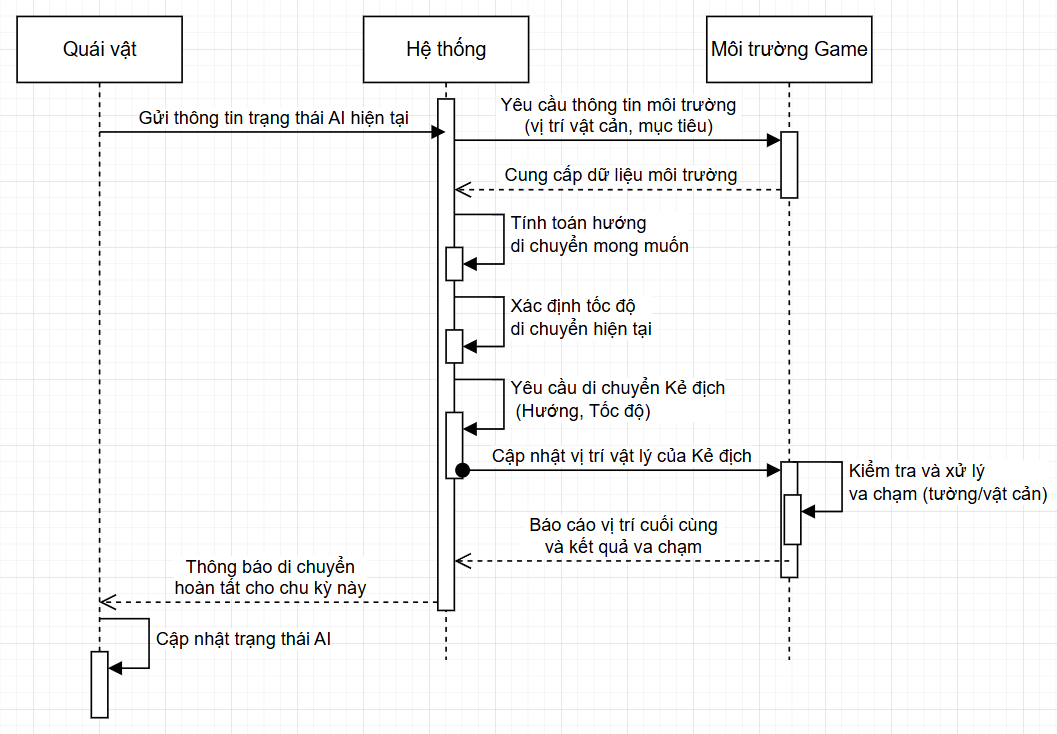 Quái vật
Hệ thống
Môi trường Game
Gửi thông tin trạng thái AI hiện tại
Yêu cầu thông tin môi trường
(vị trí vật cản, mục tiêu)
Cung cấp dữ liệu môi trường
Tính toán hướng
di chuyển mong muốn
Xác định tốc độ
di chuyển hiện tại
Yêu cầu di chuyển Kẻ địch
(Hướng, Tốc độ)
Cập nhật vị trí vật lý của Kẻ địch
Kiểm tra và xử lý
va chạm (tường/vật cản)
Báo cáo vị trí cuối cùng
và kết quả va chạm
Thông báo di chuyển
hoàn tất cho chu kỳ này
Cập nhật trạng thái AI